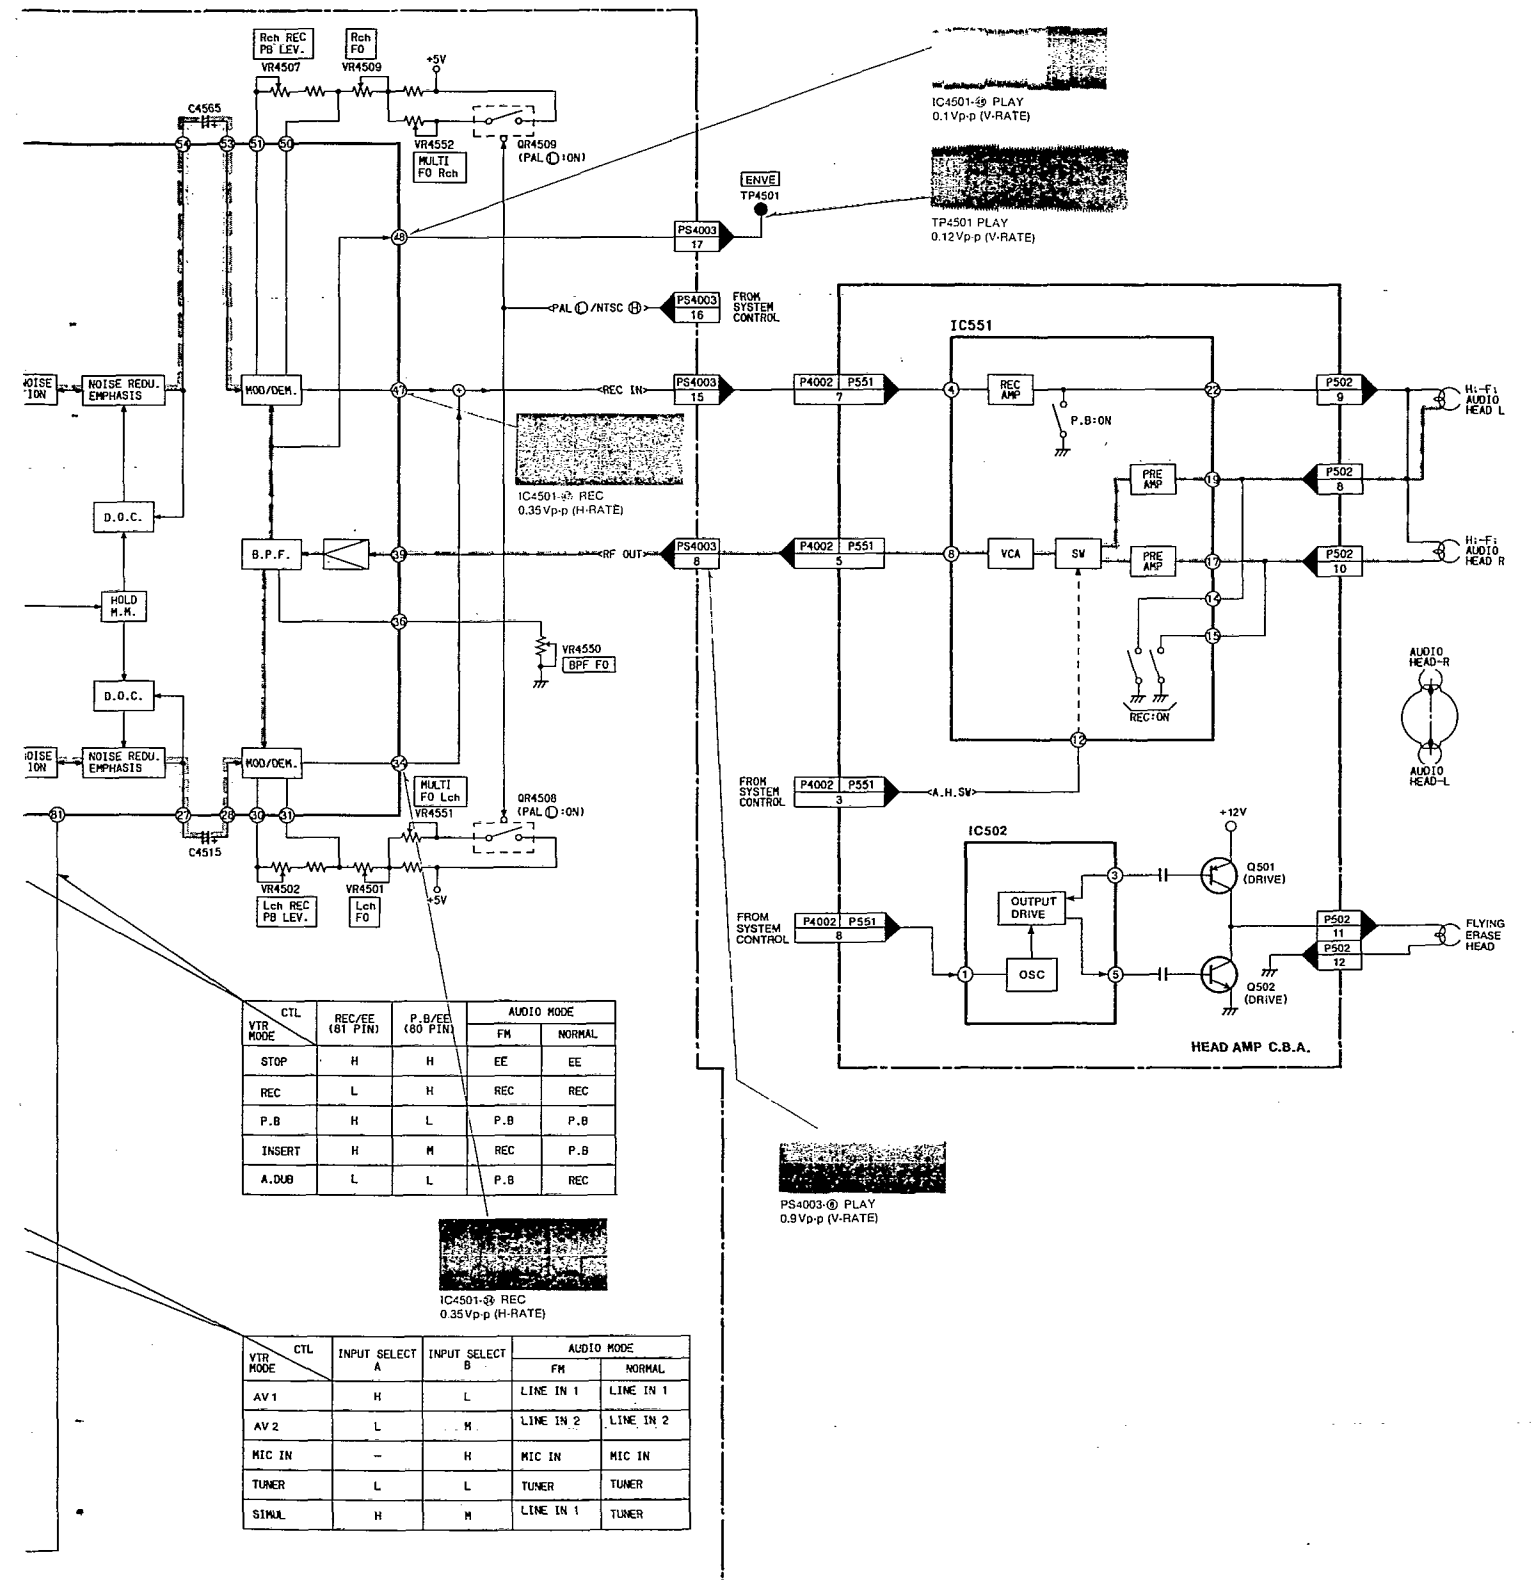 Rch REC
PB LEV.
VR4507
Rch
FO
VR4509
+5V
C4565
54
53
51
50
VR4552
MULTI
FO Rch
QR4509
(PAL Ⓛ:ON)
IC4501-㊽ PLAY
0.1Vp-p (V-RATE)
ENVE
TP4501
TP4501 PLAY
0.12Vp-p (V-RATE)
48
PS4003
17
PAL Ⓛ/NTSC Ⓗ
PS4003
16
FROM
SYSTEM
CONTROL
IC551
NOISE REDU.
EMPHASIS
MOD/DEM.
47
+
REC IN
PS4003
15
P4002 P551
7
4
REC
AMP
P.B:ON
22
P502
9
Hi-Fi
AUDIO
HEAD L
IC4501-㊼ REC
0.35Vp-p (H-RATE)
PRE
AMP
19
P502
8
D.O.C.
B.P.F.
39
RF OUT
PS4003
8
P4002 P551
5
8
VCA
SW
PRE
AMP
17
P502
10
Hi-Fi
AUDIO
HEAD R
HOLD
M.M.
36
VR4550
BPF FO
14
15
REC:ON
AUDIO
HEAD-R
AUDIO
HEAD-L
D.O.C.
NOISE REDU.
EMPHASIS
MOD/DEM.
34
MULTI
FO Lch
VR4551
QR4508
(PAL Ⓛ:ON)
12
FROM
SYSTEM
CONTROL
P4002 P551
3
A.H.SW
81
27
28
30
31
C4515
VR4502
Lch REC
PB LEV.
VR4501
Lch
FO
+5V
IC502
+12V
3
Q501
(DRIVE)
OUTPUT
DRIVE
FROM
SYSTEM
CONTROL
P4002 P551
8
1
OSC
5
Q502
(DRIVE)
P502
11
P502
12
FLYING
ERASE
HEAD
HEAD AMP C.B.A.
CTL
VTR
MODE
REC/EE
(81 PIN)
P.B/EE
(80 PIN)
AUDIO MODE
FM NORMAL
STOP H H EE EE
REC L H REC REC
P.B H L P.B P.B
INSERT H M REC P.B
A.DUB L L P.B REC
PS4003-⑧ PLAY
0.9Vp-p (V-RATE)
IC4501-㉞ REC
0.35Vp-p (H-RATE)
CTL
VTR
MODE
INPUT SELECT
A
INPUT SELECT
B
AUDIO MODE
FM NORMAL
AV1 H L LINE IN 1 LINE IN 1
AV2 L M LINE IN 2 LINE IN 2
MIC IN – H MIC IN MIC IN
TUNER L L TUNER TUNER
SIMUL H M LINE IN 1 TUNER